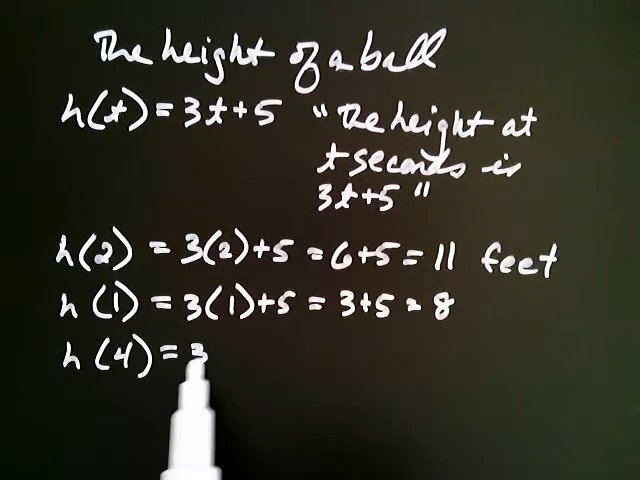 The height of a ball
h(t) = 3t+5 "The height at
t seconds is
3t+5"
h(2) = 3(2)+5 = 6+5 = 11 feet
h(1) = 3(1)+5 = 3+5 = 8
h(4) = 3